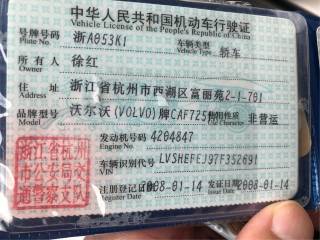 中华人民共和国机动车行驶证
Vehicle License of the People's Republic of China
号牌号码 浙A053K1 车辆类型 轿车
Plate No. Vehicle Type
所有人 徐红
Owner
住址 浙江省杭州市西湖区富丽苑2-1-701
Address
品牌型号 沃尔沃(VOLVO)牌CAF725 非营运
Model Use Character
发动机号码 4204847
Engine No.
车辆识别代号 LVSHEFEJ97F352691
VIN
注册登记日期 2008-01-14 发证日期 2008-01-14
Register Date Issue Date
浙江省杭州
市公安局交
通警察支队